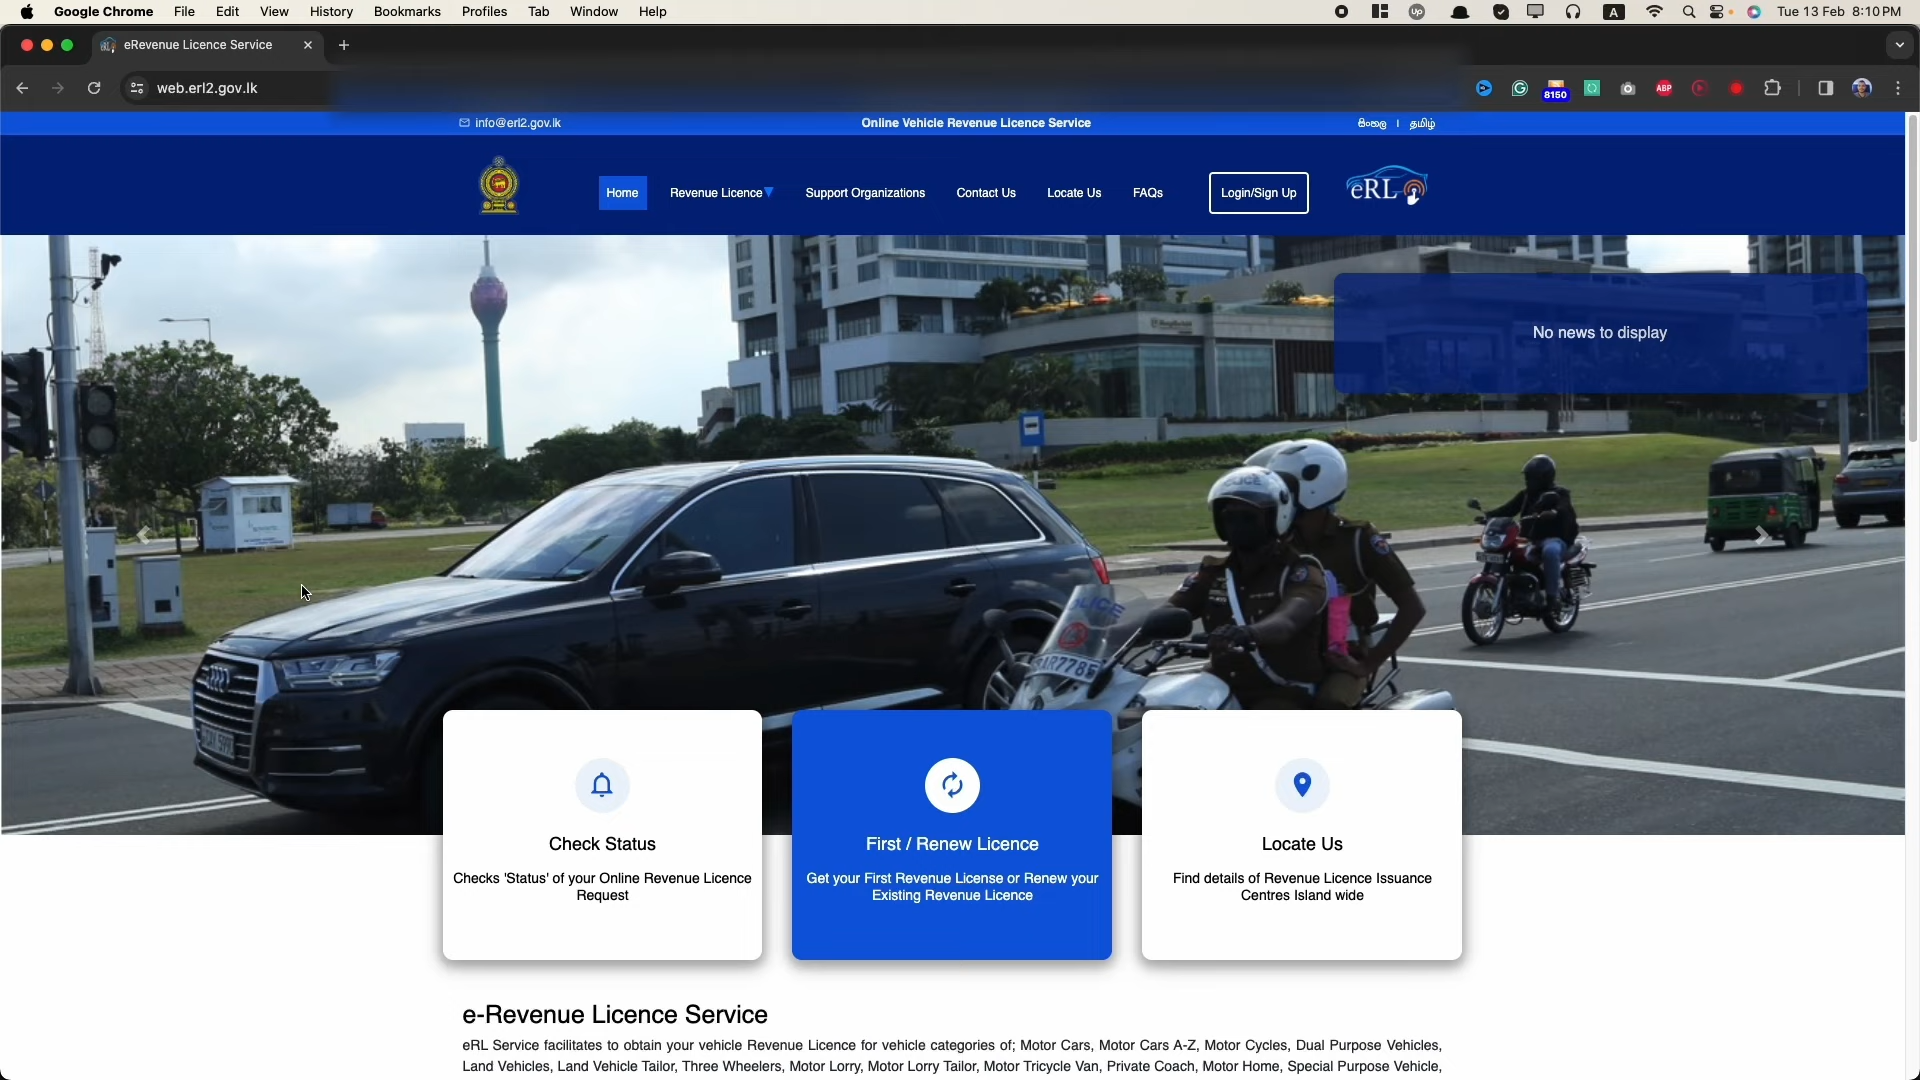 Google Chrome File Edit View History Bookmarks Profiles Tab Window Help
UP A Tue 13 Feb 8:10 PM
eRevenue Licence Service
web.erl2.gov.lk
8150 ABP
info@erl2.gov.lk Online Vehicle Revenue Licence Service සිංහල | தமிழ்
Home Revenue Licence Support Organizations Contact Us Locate Us FAQs Login/Sign Up eRL
No news to display
POLICE
POLICE
AR7785
Check Status
Checks 'Status' of your Online Revenue Licence
Request
First / Renew Licence
Get your First Revenue License or Renew your
Existing Revenue Licence
Locate Us
Find details of Revenue Licence Issuance
Centres Island wide
e-Revenue Licence Service
eRL Service facilitates to obtain your vehicle Revenue Licence for vehicle categories of; Motor Cars, Motor Cars A-Z, Motor Cycles, Dual Purpose Vehicles,
Land Vehicles, Land Vehicle Tailor, Three Wheelers, Motor Lorry, Motor Lorry Tailor, Motor Tricycle Van, Private Coach, Motor Home, Special Purpose Vehicle,